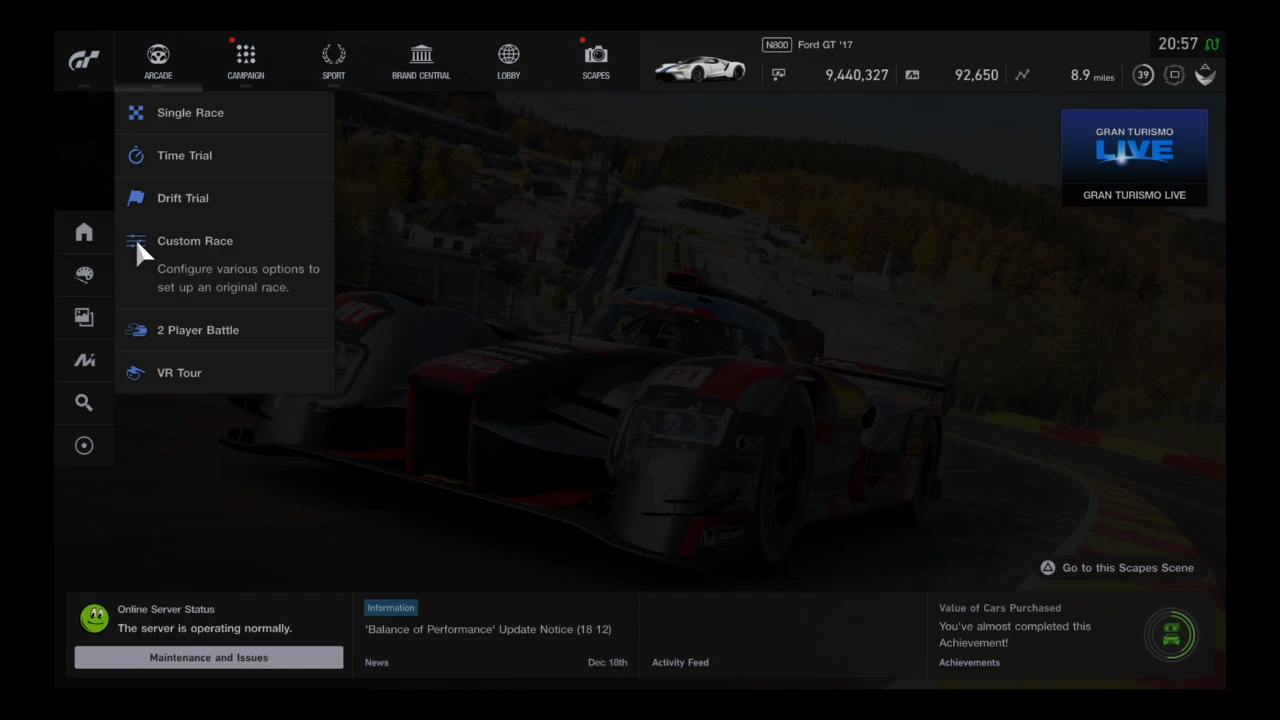 ARCADE
CAMPAIGN
SPORT
BRAND CENTRAL
LOBBY
SCAPES
N800 Ford GT '17
20:57
9,440,327
92,650
8.9 miles
39
Single Race
Time Trial
Drift Trial
Custom Race
Configure various options to
set up an original race.
2 Player Battle
VR Tour
GRAN TURISMO
LIVE
GRAN TURISMO LIVE
P1
ORIS
Go to this Scapes Scene
Online Server Status
The server is operating normally.
Maintenance and Issues
Information
'Balance of Performance' Update Notice (18 12)
News
Dec 18th
Activity Feed
Value of Cars Purchased
You've almost completed this
Achievement!
Achievements